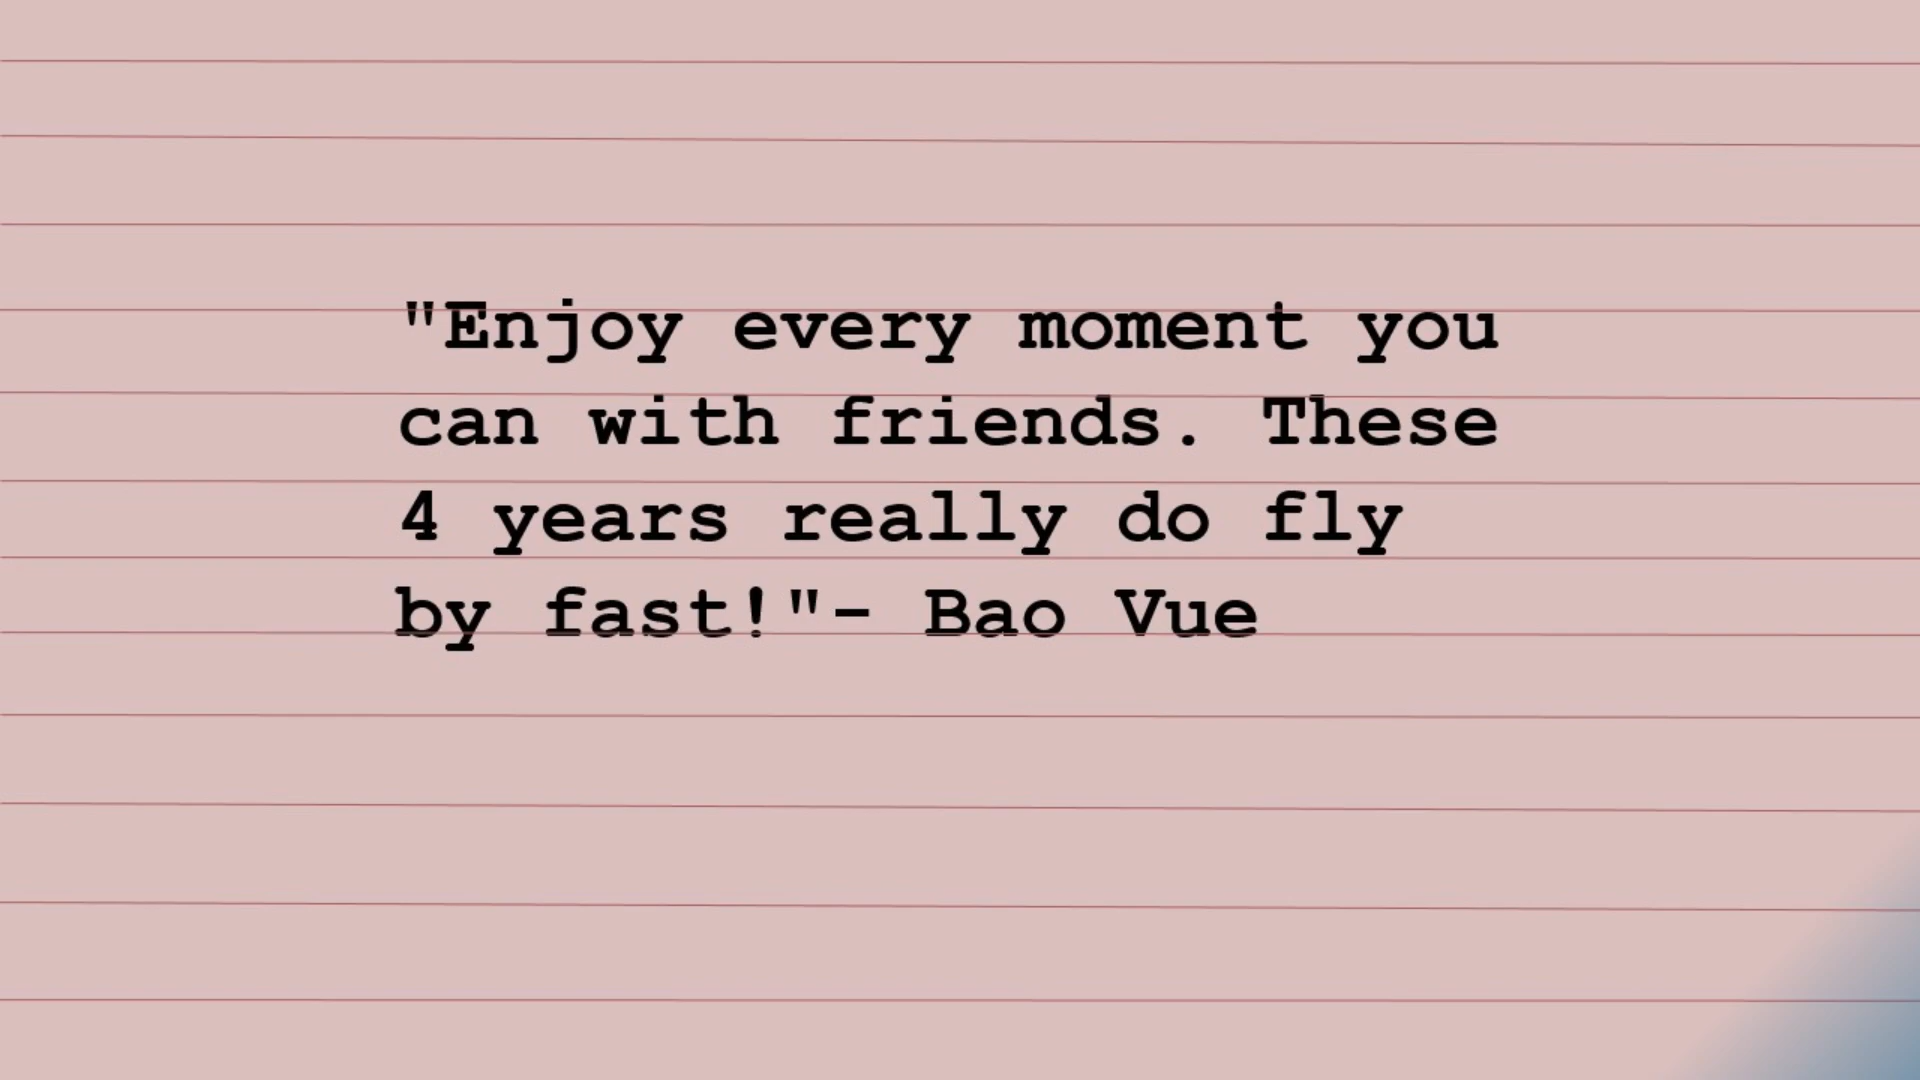 "Enjoy every moment you
can with friends. These
4 years really do fly
by fast!"- Bao Vue